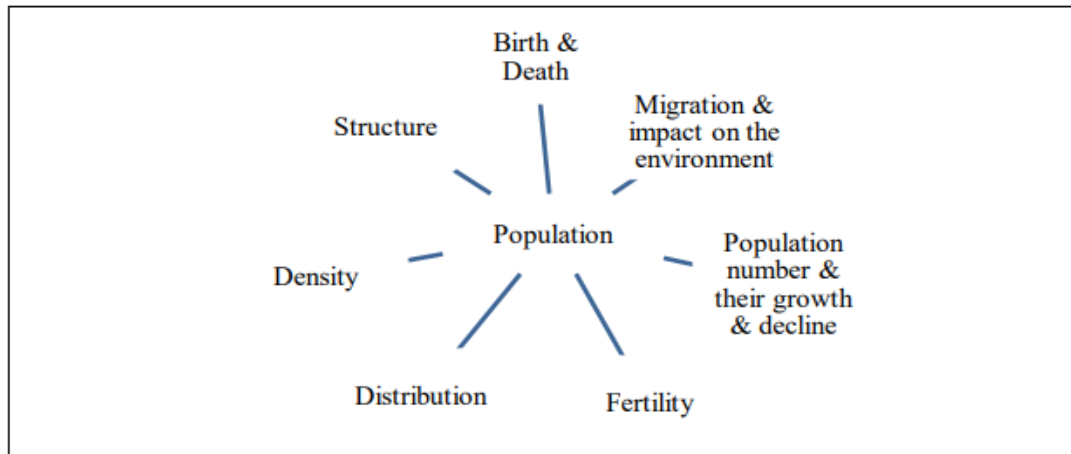 Birth &
Death
Migration &
impact on the
environment
Structure
Population
Population
number &
their growth
& decline
Density
Distribution
Fertility